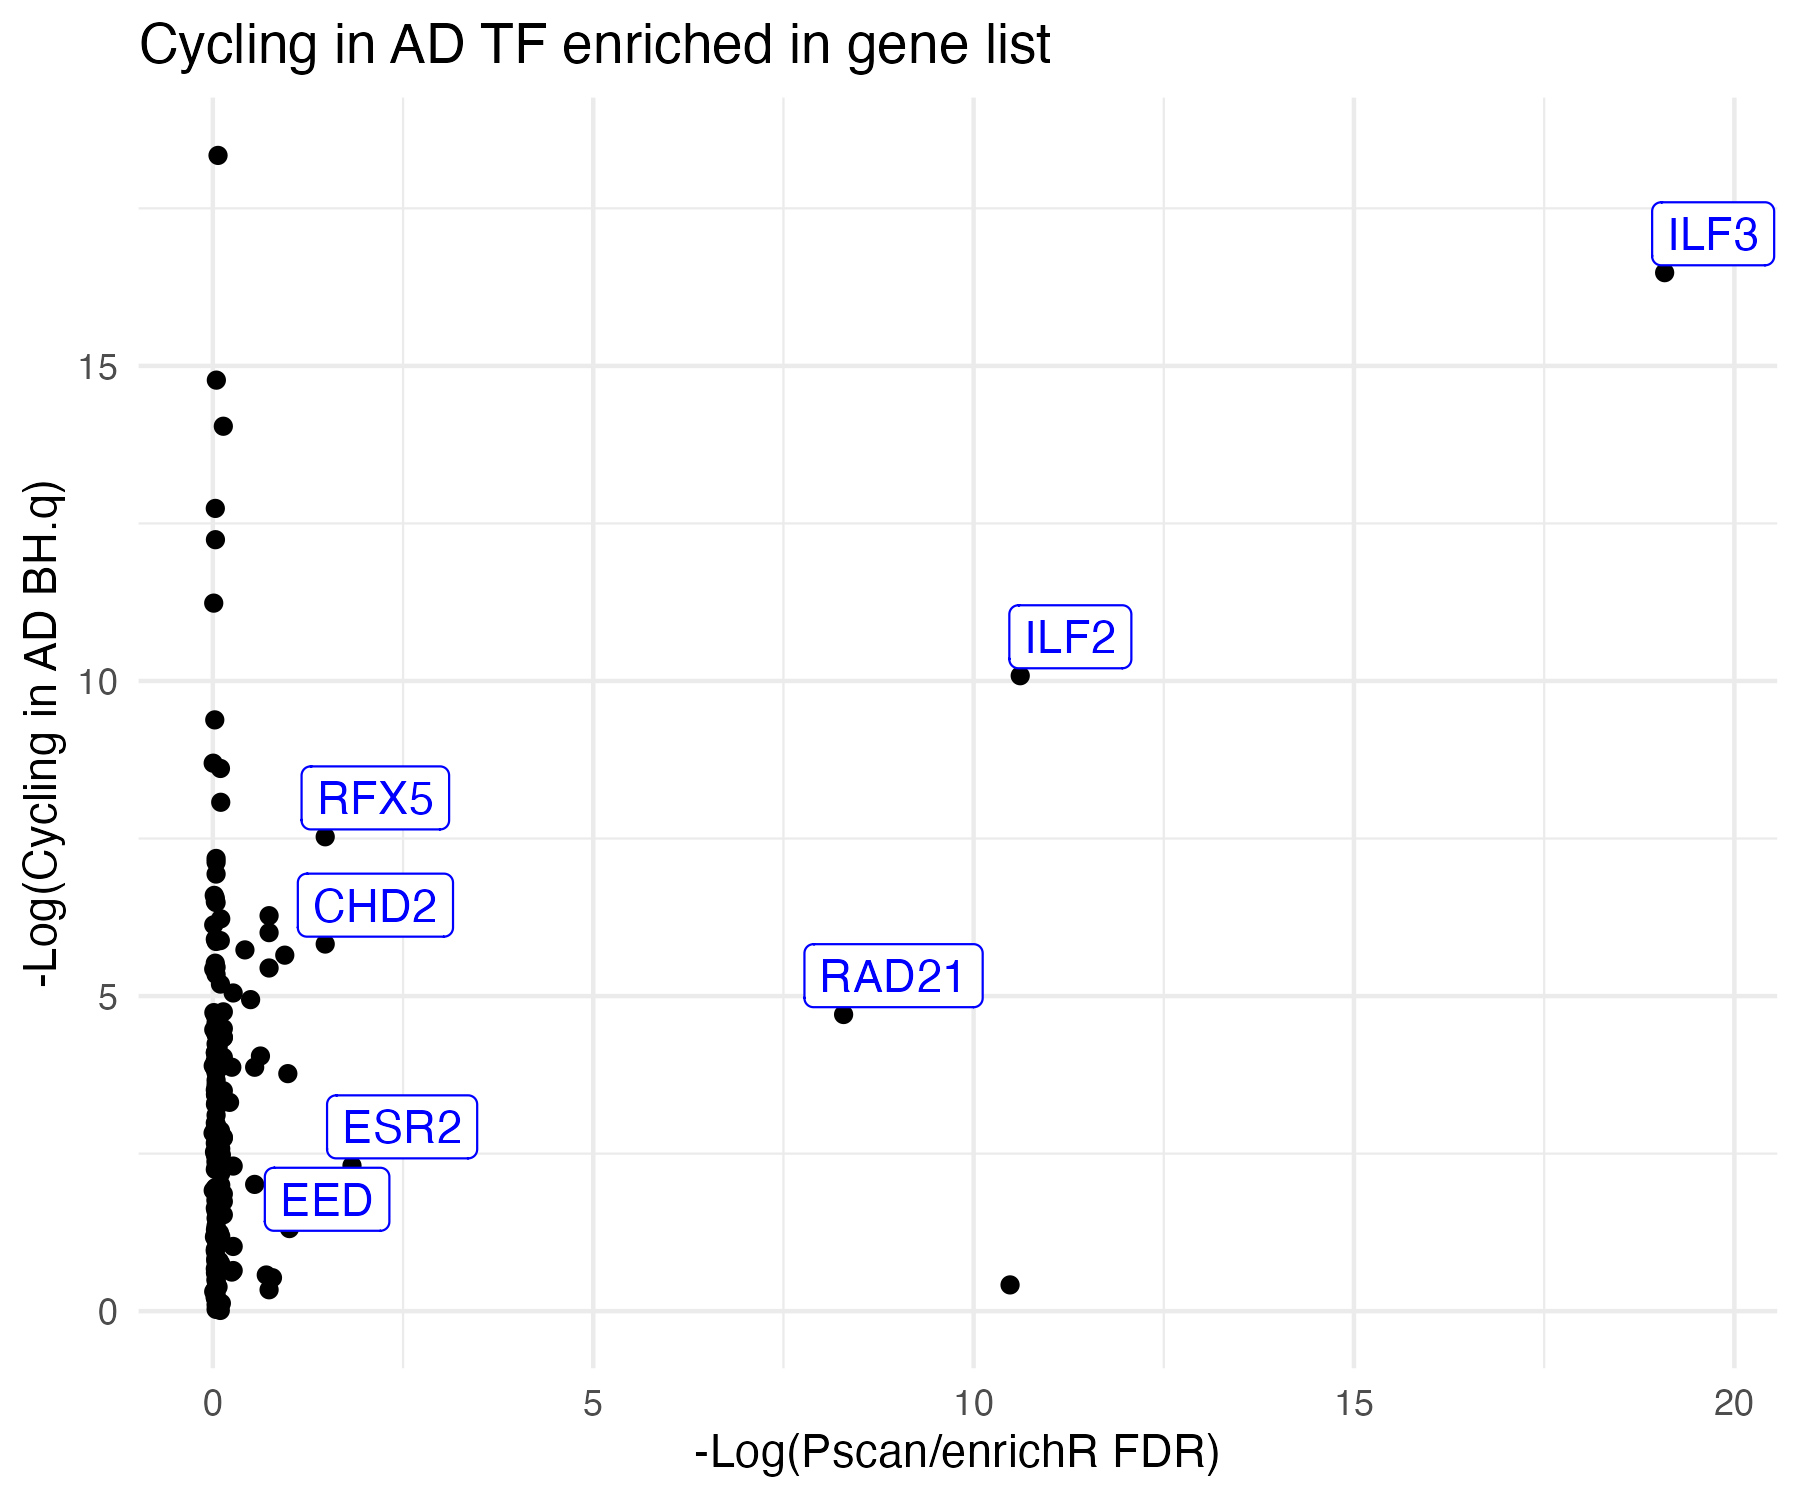 Cycling in AD TF enriched in gene list
-Log(Cycling in AD BH.q)
15
10
5
0
ILF3
ILF2
RFX5
CHD2
RAD21
ESR2
EED
0 5 10 15 20
-Log(Pscan/enrichR FDR)